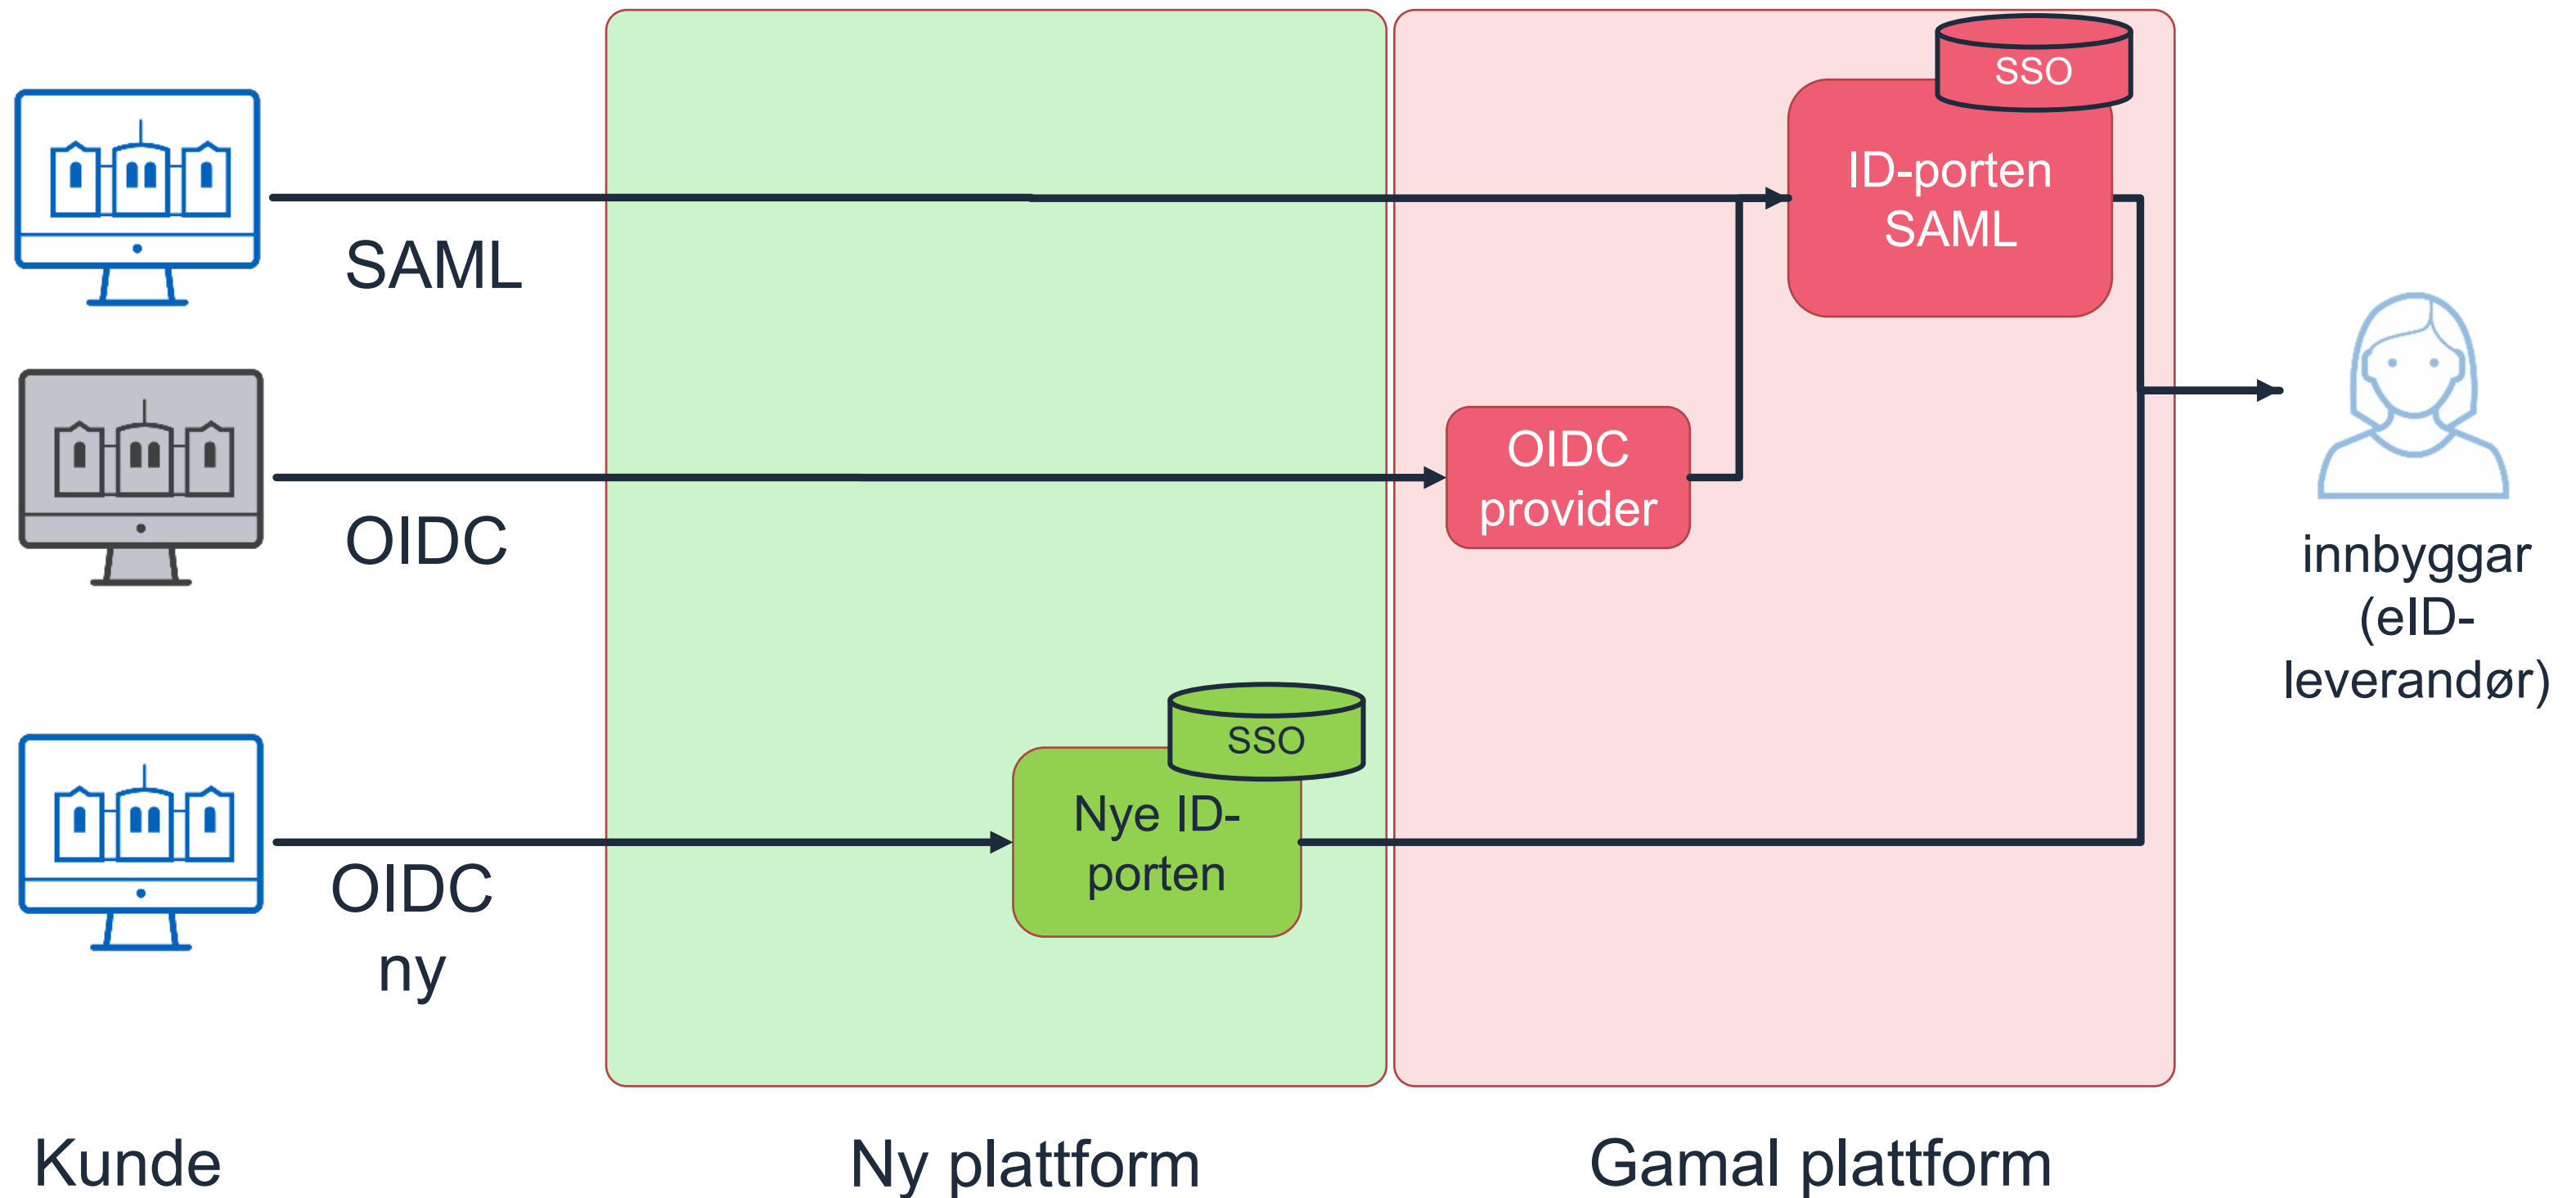 SSO
ID-porten
SAML
SAML
OIDC
provider
OIDC
innbyggar
(eID-
leverandør)
SSO
Nye ID-
porten
OIDC
ny
Kunde
Ny plattform
Gamal plattform